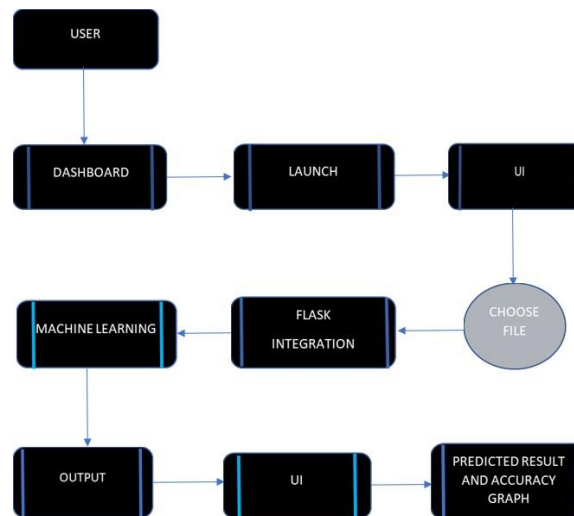 USER
DASHBOARD
LAUNCH
UI
CHOOSE
FILE
FLASK
INTEGRATION
MACHINE LEARNING
OUTPUT
UI
PREDICTED RESULT
AND ACCURACY
GRAPH